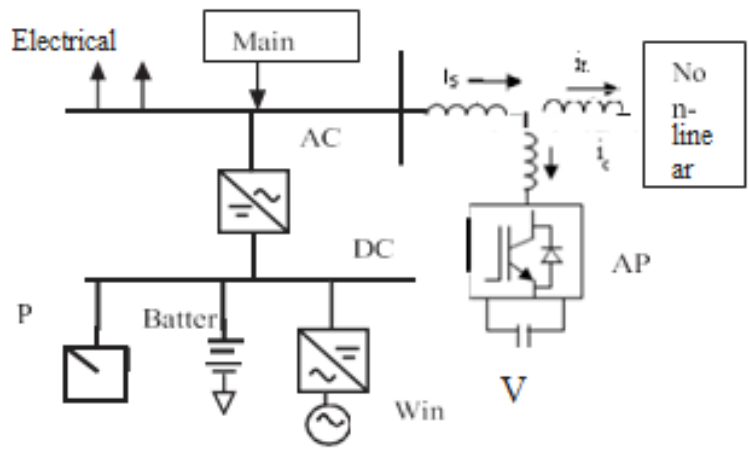 Electrical
Main
Is
iL
No
n-
line
ar
AC
ic
DC
AP
P
Batter
Win
V